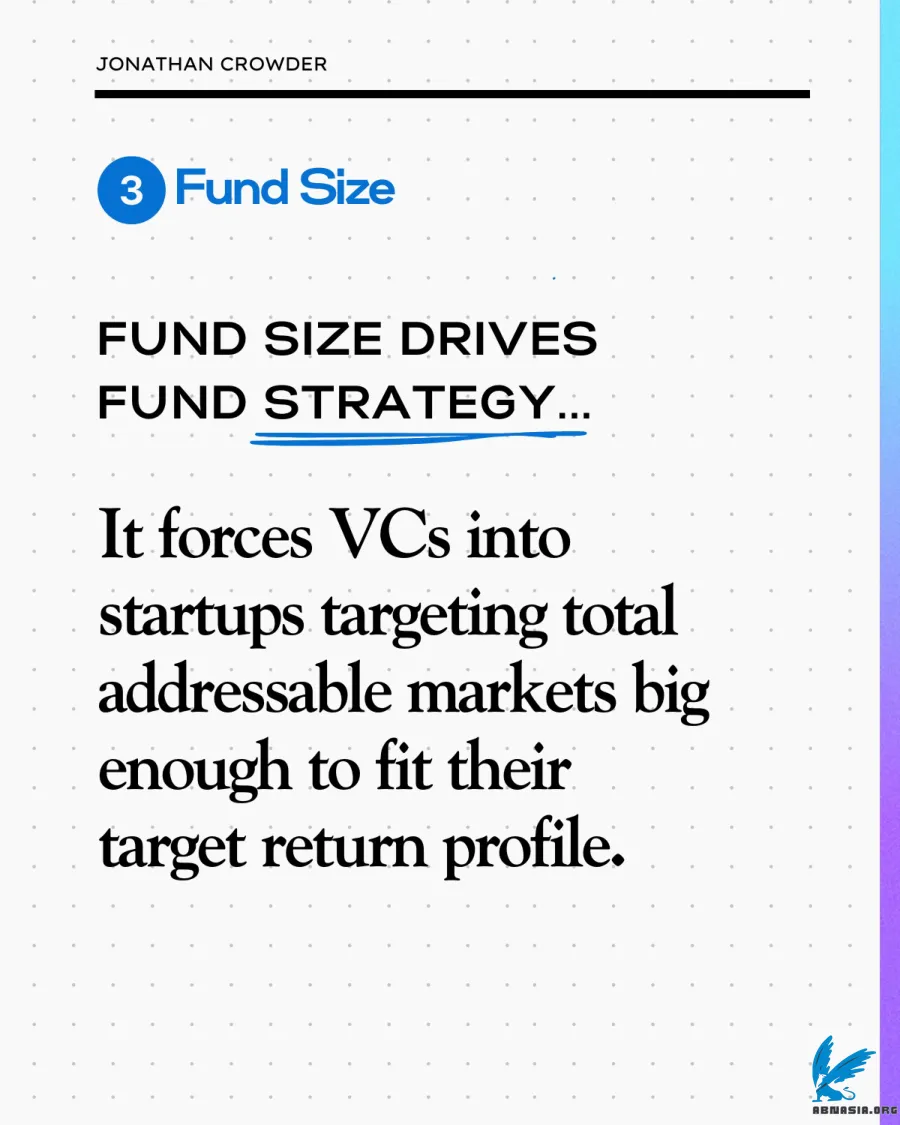 JONATHAN CROWDER
3 Fund Size
FUND SIZE DRIVES
FUND STRATEGY...
It forces VCs into
startups targeting total
addressable markets big
enough to fit their
target return profile.
ABNASIA.ORG